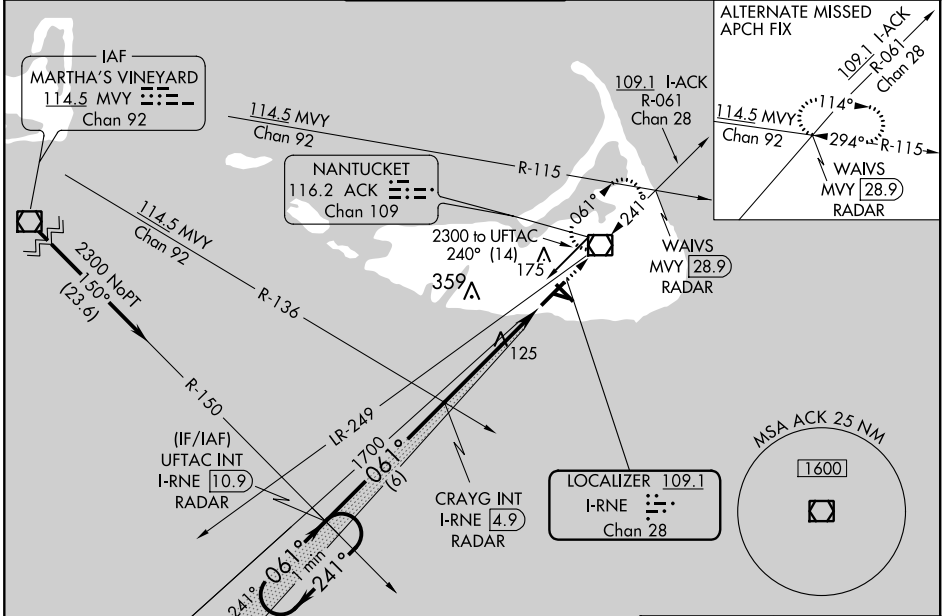 IAF
MARTHA'S VINEYARD
114.5 MVY
Chan 92
114.5 MVY
Chan 92
R-115
109.1 I-ACK
R-061
Chan 28
ALTERNATE MISSED
APCH FIX
109.1 I-ACK
R-061
Chan 28
114.5 MVY
Chan 92
114°
294°
R-115
WAIVS
MVY 28.9
RADAR
NANTUCKET
116.2 ACK
Chan 109
114.5 MVY
Chan 92
R-136
2300 NoPT
150°
(23.6)
R-150
2300 to UFTAC
240° (14)
061°
241°
175
359
125
WAIVS
MVY 28.9
RADAR
LR-249
1700
061°
(6)
(IF/IAF)
UFTAC INT
I-RNE 10.9
RADAR
CRAYG INT
I-RNE 4.9
RADAR
LOCALIZER 109.1
I-RNE
Chan 28
MSA ACK 25 NM
1600
061°
1 min
241°
241°